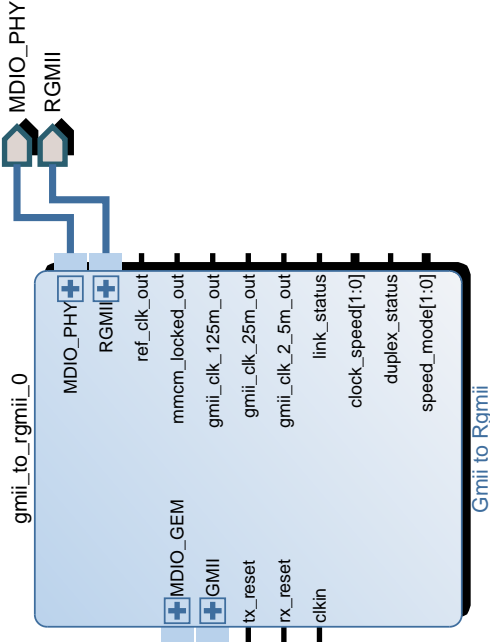 gmii_to_rgmii_0
MDIO_GEM
GMII
tx_reset
rx_reset
clkin
MDIO_PHY
RGMII
ref_clk_out
mmcm_locked_out
gmii_clk_125m_out
gmii_clk_25m_out
gmii_clk_2_5m_out
link_status
clock_speed[1:0]
duplex_status
speed_mode[1:0]
MDIO_PHY
RGMII
Gmii to Rgmii